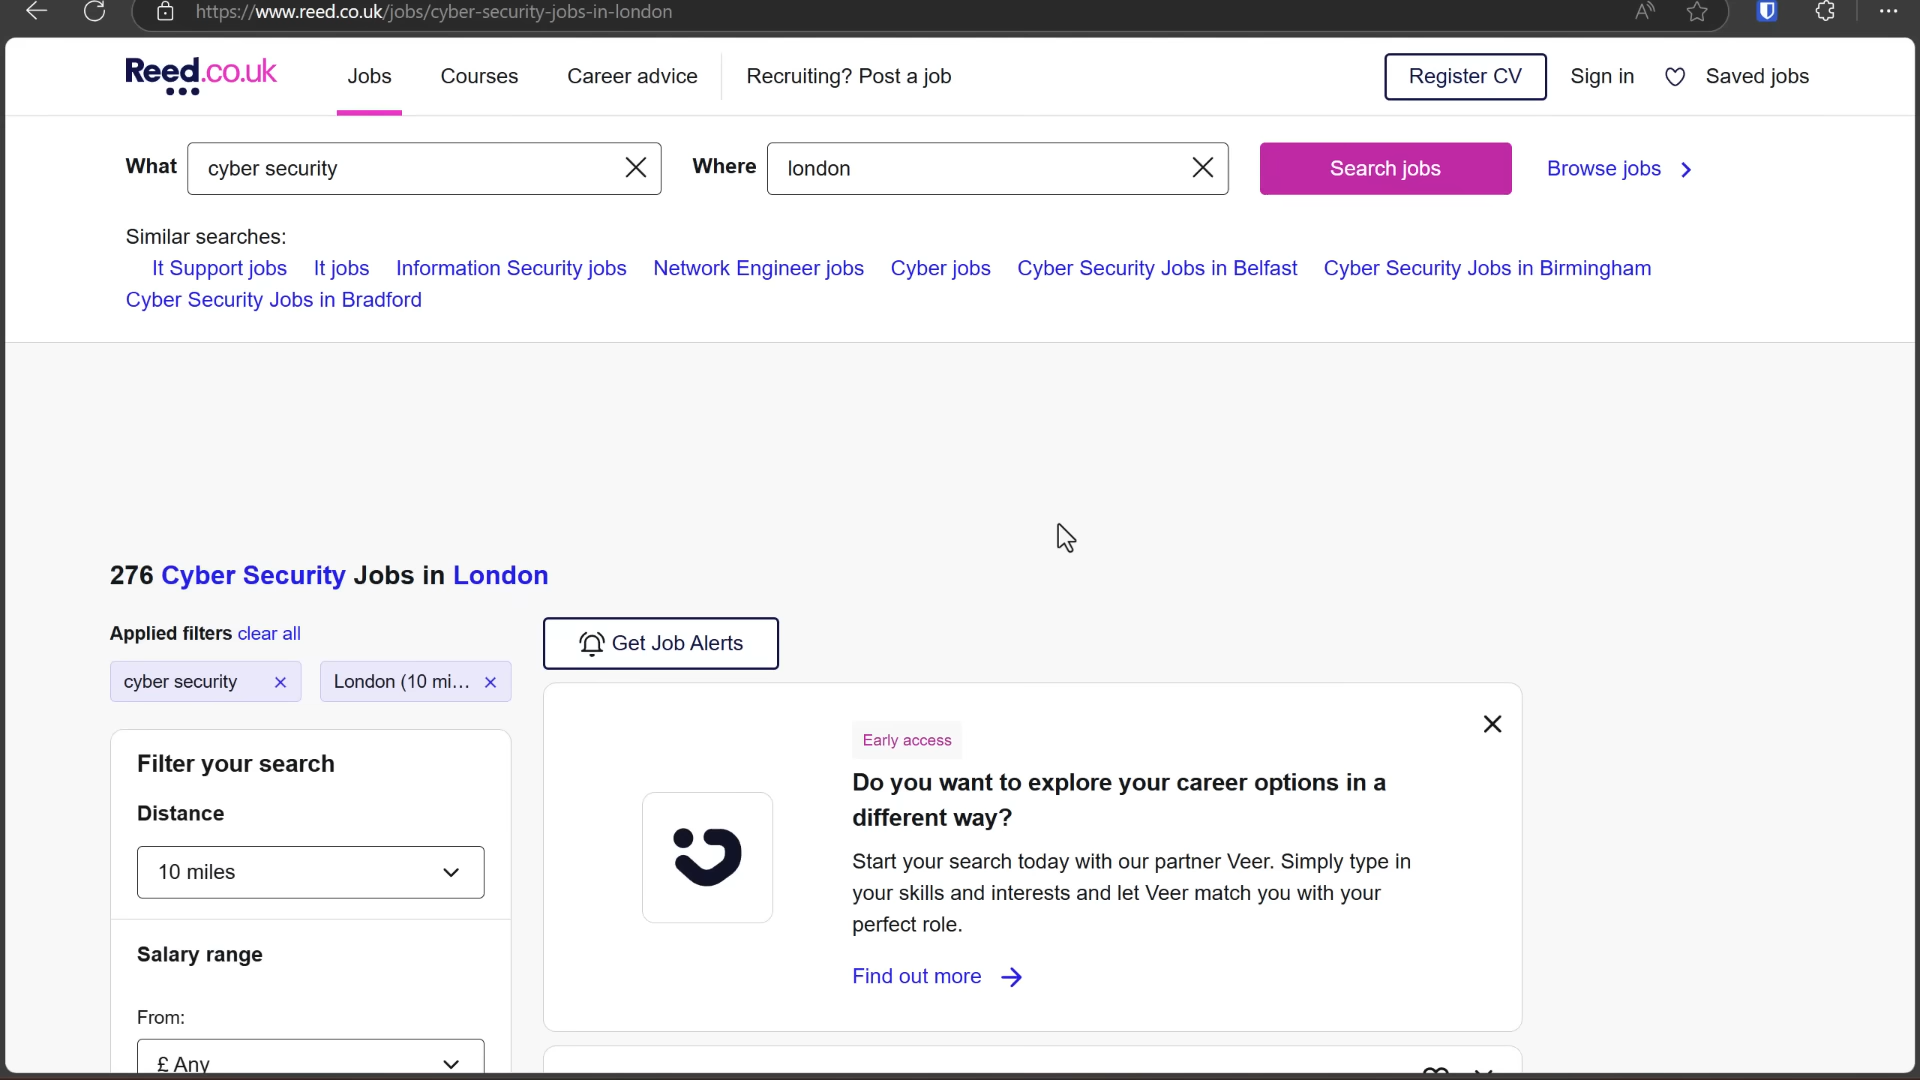 https://www.reed.co.uk/jobs/cyber-security-jobs-in-london
Reed.co.uk
Jobs
Courses
Career advice
Recruiting? Post a job
Register CV
Sign in
Saved jobs
What
cyber security
Where
london
Search jobs
Browse jobs
Similar searches:
It Support jobs
It jobs
Information Security jobs
Network Engineer jobs
Cyber jobs
Cyber Security Jobs in Belfast
Cyber Security Jobs in Birmingham
Cyber Security Jobs in Bradford
276 Cyber Security Jobs in London
Applied filters clear all
cyber security
London (10 mi...
Get Job Alerts
Filter your search
Distance
10 miles
Salary range
From:
£ Any
Early access
Do you want to explore your career options in a
different way?
Start your search today with our partner Veer. Simply type in
your skills and interests and let Veer match you with your
perfect role.
Find out more